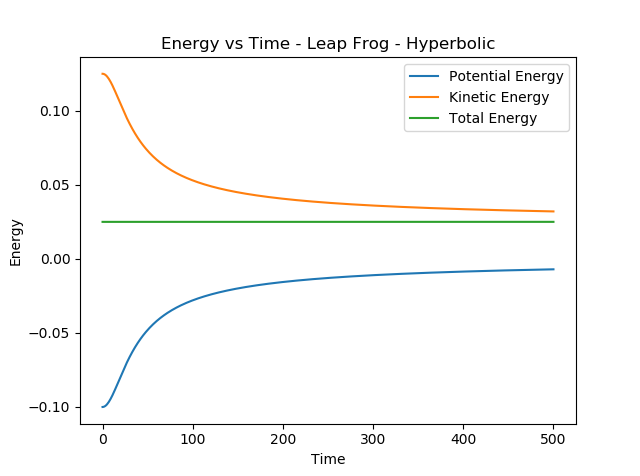 Energy vs Time - Leap Frog - Hyperbolic
Potential Energy
Kinetic Energy
Total Energy
0.10
0.05
0.00
−0.05
−0.10
Energy
0 100 200 300 400 500
Time